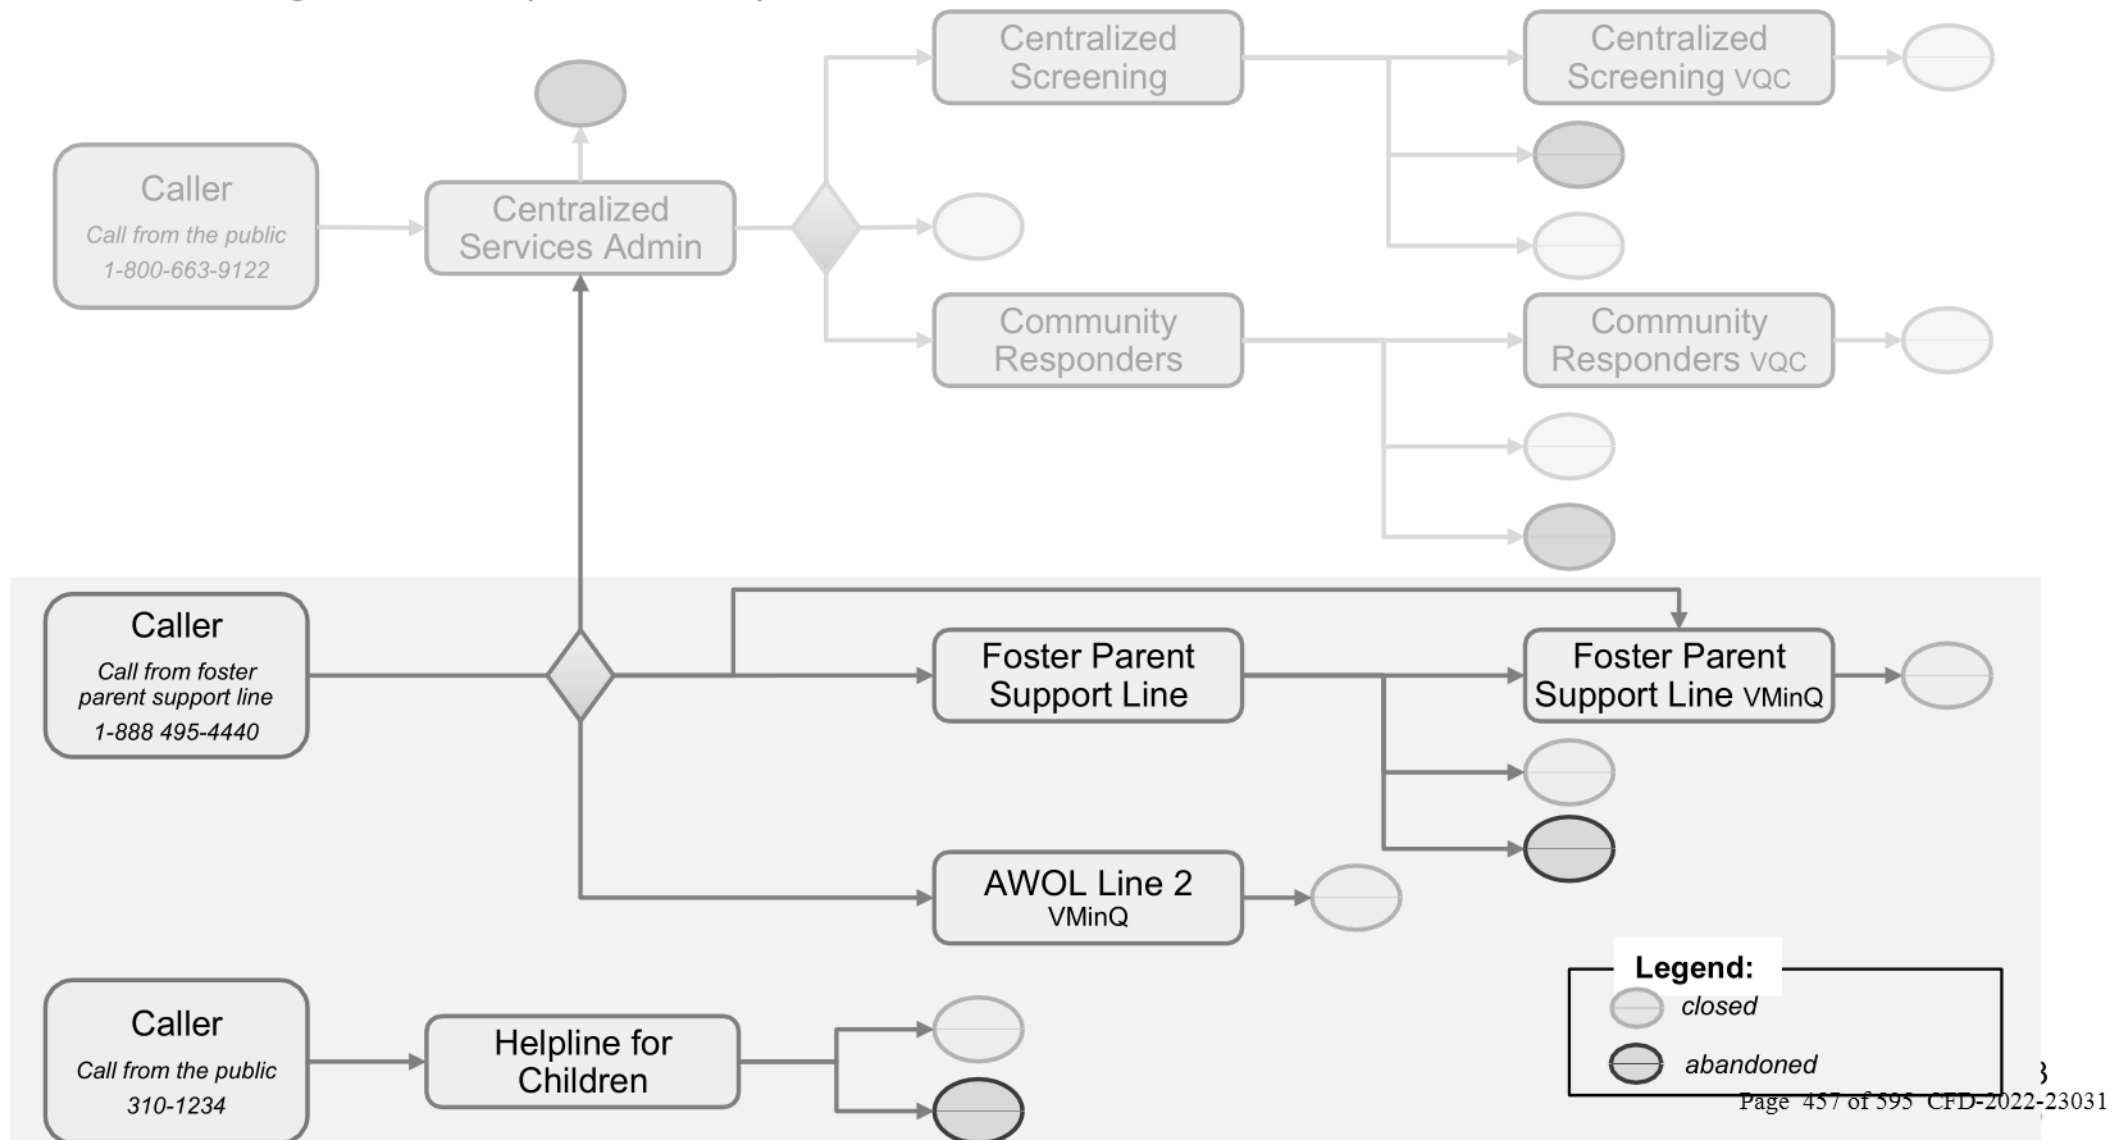 Centralized
Screening
Centralized
Screening VQC
Caller
Call from the public
1-800-663-9122
Centralized
Services Admin
Community
Responders
Community
Responders VQC
Caller
Call from foster
parent support line
1-888 495-4440
Foster Parent
Support Line
Foster Parent
Support Line VMinQ
AWOL Line 2
VMinQ
Caller
Call from the public
310-1234
Helpline for
Children
Legend:
closed
abandoned
Page 457 of 595 CFD-2022-23031